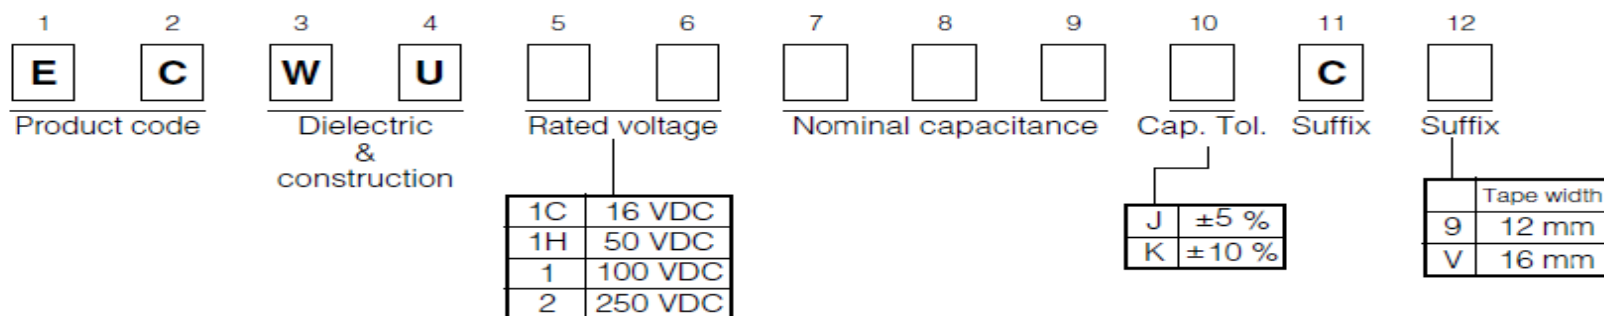 1 2 3 4 5 6 7 8 9 10 11 12
E C W U C
Product code Dielectric & construction Rated voltage Nominal capacitance Cap. Tol. Suffix Suffix
1C 16 VDC
1H 50 VDC
1 100 VDC
2 250 VDC
J ±5 %
K ±10 %
Tape width
9 12 mm
V 16 mm